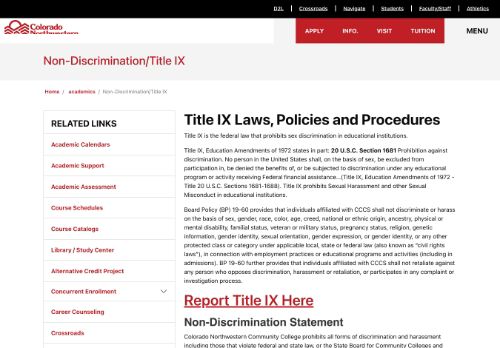 D2L | Crossroads | Navigate | Students | Faculty/Staff | Athletics
Colorado
Northwestern
APPLY INFO. VISIT TUITION MENU
Non-Discrimination/Title IX
Home / academics / Non-Discrimination/Title IX
RELATED LINKS
Academic Calendars
Academic Support
Academic Assessment
Course Schedules
Course Catalogs
Library / Study Center
Alternative Credit Project
Concurrent Enrollment
Career Counseling
Crossroads
Title IX Laws, Policies and Procedures
Title IX is the federal law that prohibits sex discrimination in educational institutions.
Title IX, Education Amendments of 1972 states in part: 20 U.S.C. Section 1681 Prohibition against
discrimination. No person in the United States shall, on the basis of sex, be excluded from
participation in, be denied the benefits of, or be subjected to discrimination under any educational
program or activity receiving Federal financial assistance...(Title IX, Education Amendments of 1972 -
Title 20 U.S.C. Sections 1681-1688). Title IX prohibits Sexual Harassment and other Sexual
Misconduct in educational institutions.
Board Policy (BP) 19-60 provides that individuals affiliated with CCCS shall not discriminate or harass
on the basis of sex, gender, race, color, age, creed, national or ethnic origin, ancestry, physical or
mental disability, familial status, veteran or military status, pregnancy status, religion, genetic
information, gender identity, sexual orientation, gender expression, or gender identity, or any other
protected class or category under applicable local, state or federal law (also known as "civil rights
laws"), in connection with employment practices or educational programs and activities (including in
admissions). BP 19-60 further provides that individuals affiliated with CCCS shall not retaliate against
any person who opposes discrimination, harassment or retaliation, or participates in any complaint or
investigation process.
Report Title IX Here
Non-Discrimination Statement
Colorado Northwestern Community College prohibits all forms of discrimination and harassment
including those that violate federal and state law, or the State Board for Community Colleges and